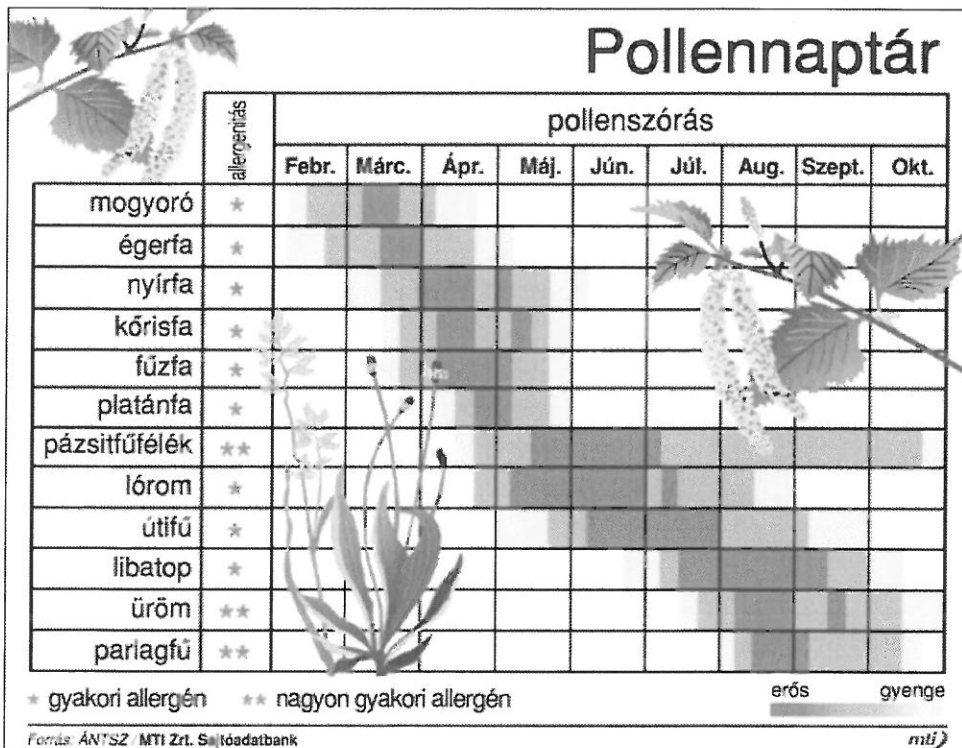 Pollennaptár
allergenitás
pollenszórás
Febr. Márc. Ápr. Máj. Jún. Júl. Aug. Szept. Okt.
mogyoró *
égerfa *
nyírfa *
kőrisfa *
fűzfa *
platánfa *
pázsitfűfélék **
lórom *
útifű *
libatop *
üröm **
parlagfű **
* gyakori allergén ** nagyon gyakori allergén
erős gyenge
Forrás: ÁNTSZ / MTI Zrt. Sajtóadatbank
mti